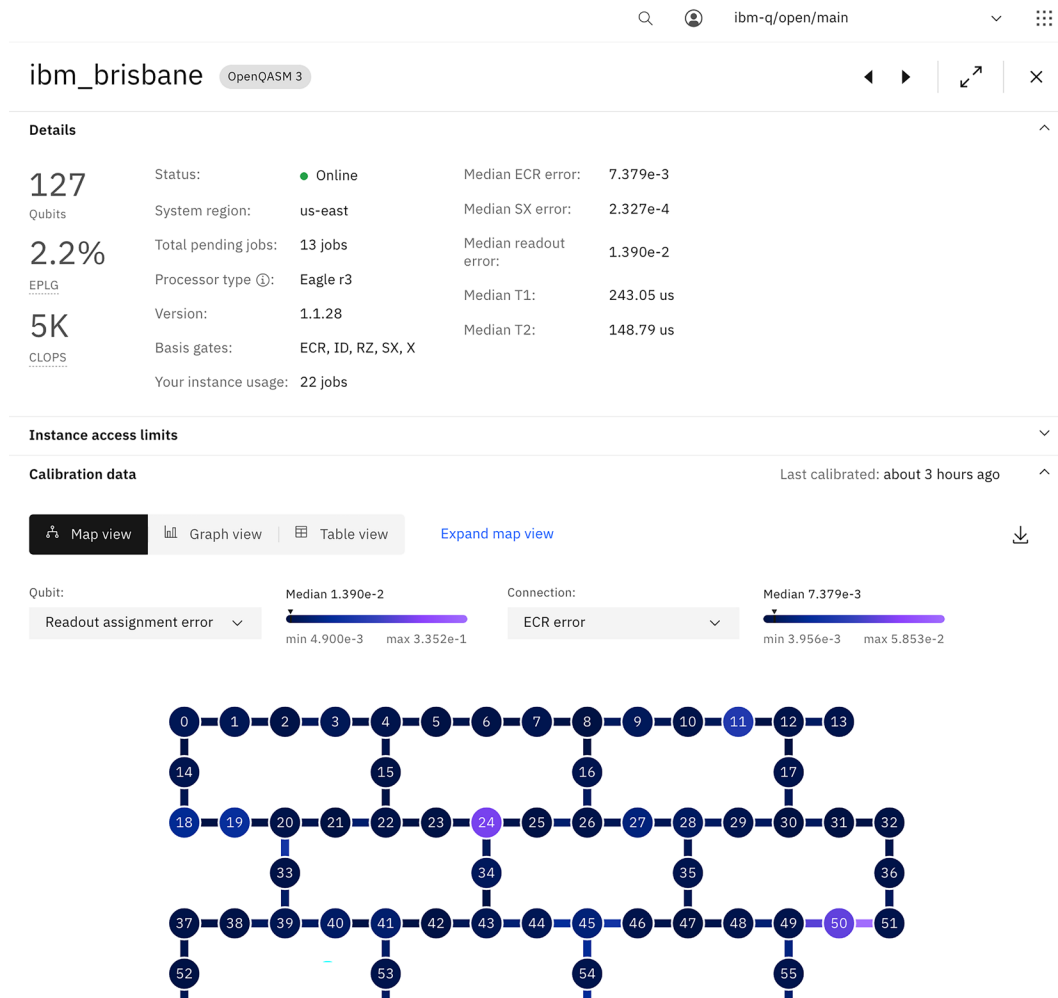 ibm-q/open/main
ibm_brisbane OpenQASM 3
Details
127
Qubits
2.2%
EPLG
5K
CLOPS
Status: Online
System region: us-east
Total pending jobs: 13 jobs
Processor type : Eagle r3
Version: 1.1.28
Basis gates: ECR, ID, RZ, SX, X
Your instance usage: 22 jobs
Median ECR error: 7.379e-3
Median SX error: 2.327e-4
Median readout
error: 1.390e-2
Median T1: 243.05 us
Median T2: 148.79 us
Instance access limits
Calibration data Last calibrated: about 3 hours ago
Map view Graph view Table view Expand map view
Qubit:
Readout assignment error
Median 1.390e-2
min 4.900e-3 max 3.352e-1
Connection:
ECR error
Median 7.379e-3
min 3.956e-3 max 5.853e-2
0 1 2 3 4 5 6 7 8 9 10 11 12 13
14 15 16 17
18 19 20 21 22 23 24 25 26 27 28 29 30 31 32
33 34 35 36
37 38 39 40 41 42 43 44 45 46 47 48 49 50 51
52 53 54 55